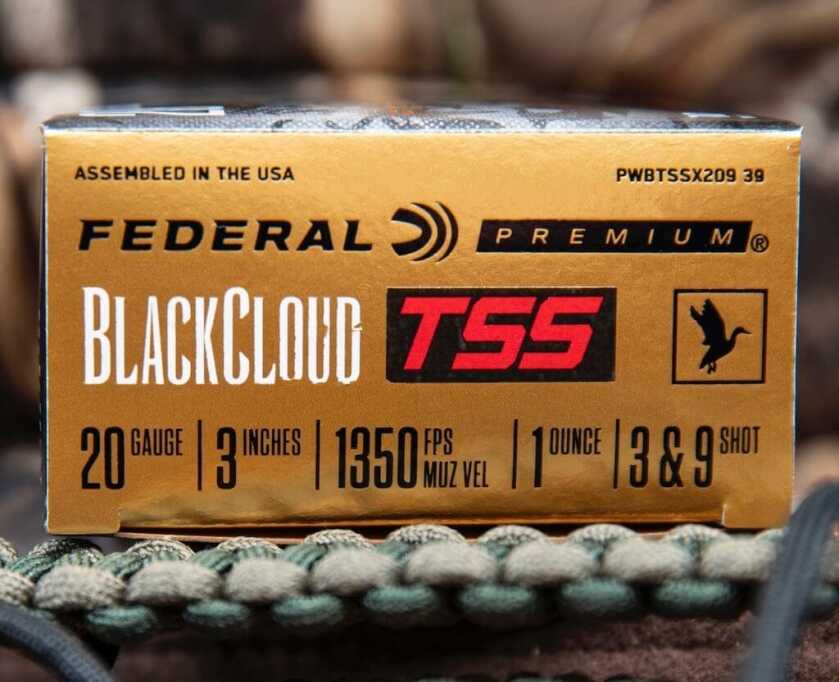 ASSEMBLED IN THE USA PWBTSSX209 39
FEDERAL PREMIUM®
BLACKCLOUD TSS
20 GAUGE | 3 INCHES | 1350 FPS MUZ VEL | 1 OUNCE | 3 & 9 SHOT